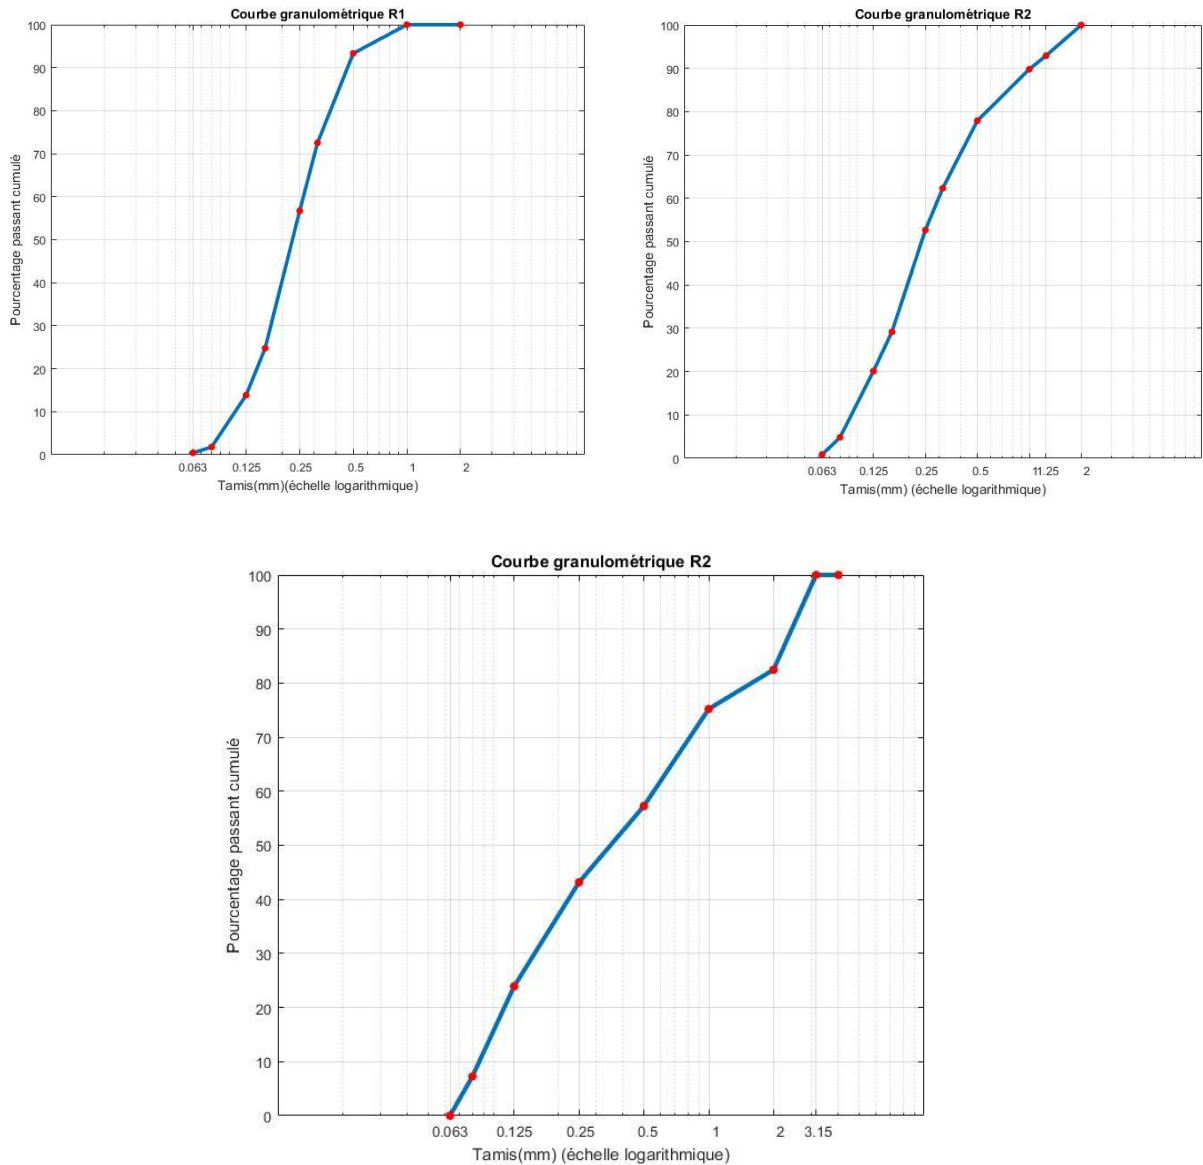 Courbe granulométrique R1
100
90
80
70
60
50
40
30
20
10
0
Pourcentage passant cumulé
0.063 0.125 0.25 0.5 1 2
Tamis(mm)(échelle logarithmique)
Courbe granulométrique R2
100
90
80
70
60
50
40
30
20
10
0
Pourcentage passant cumulé
0.063 0.125 0.25 0.5 11.25 2
Tamis(mm) (échelle logarithmique)
Courbe granulométrique R2
100
90
80
70
60
50
40
30
20
10
0
Pourcentage passant cumulé
0.063 0.125 0.25 0.5 1 2 3.15
Tamis(mm) (échelle logarithmique)